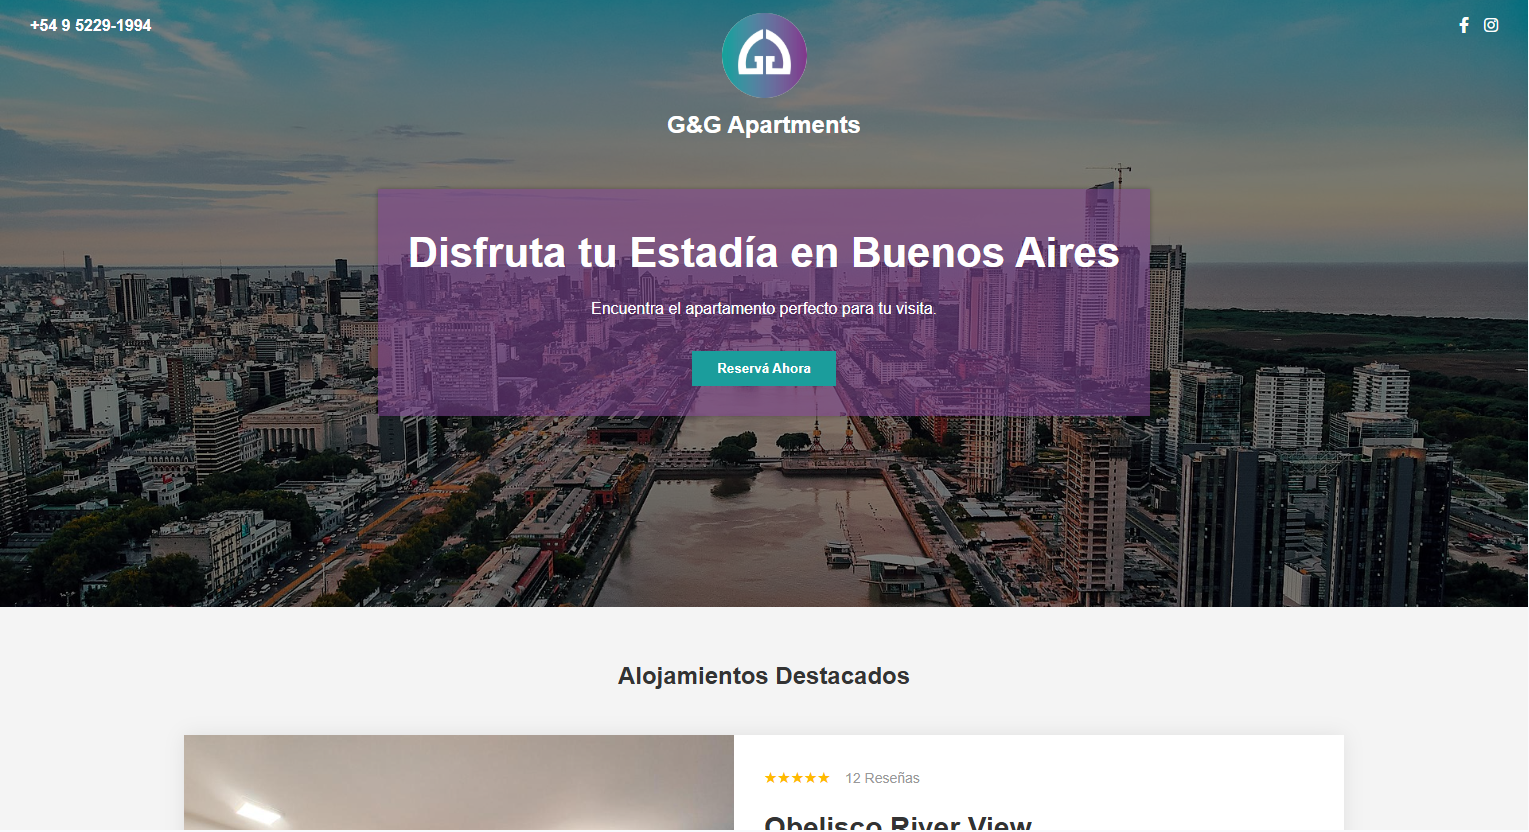 +54 9 5229-1994
G&G Apartments
Disfruta tu Estadía en Buenos Aires
Encuentra el apartamento perfecto para tu visita.
Reservá Ahora
Alojamientos Destacados
★★★★★ 12 Reseñas
Obelisco River View